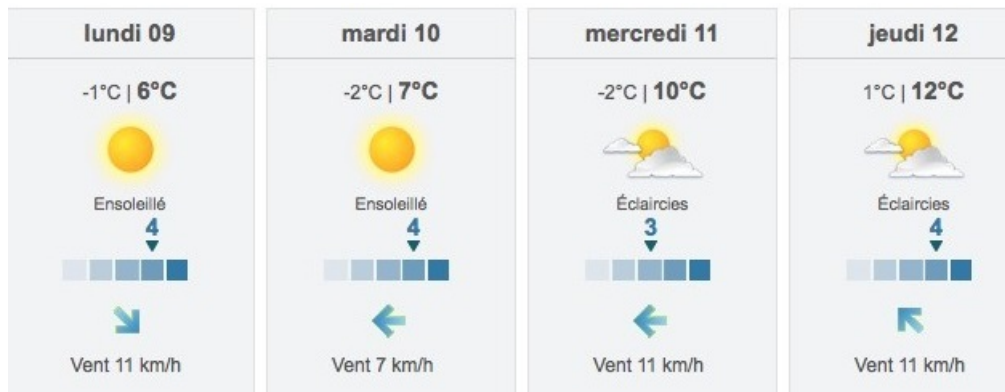 lundi 09
-1°C | 6°C
Ensoleillé
4
Vent 11 km/h
mardi 10
-2°C | 7°C
Ensoleillé
4
Vent 7 km/h
mercredi 11
-2°C | 10°C
Éclaircies
3
Vent 11 km/h
jeudi 12
1°C | 12°C
Éclaircies
4
Vent 11 km/h